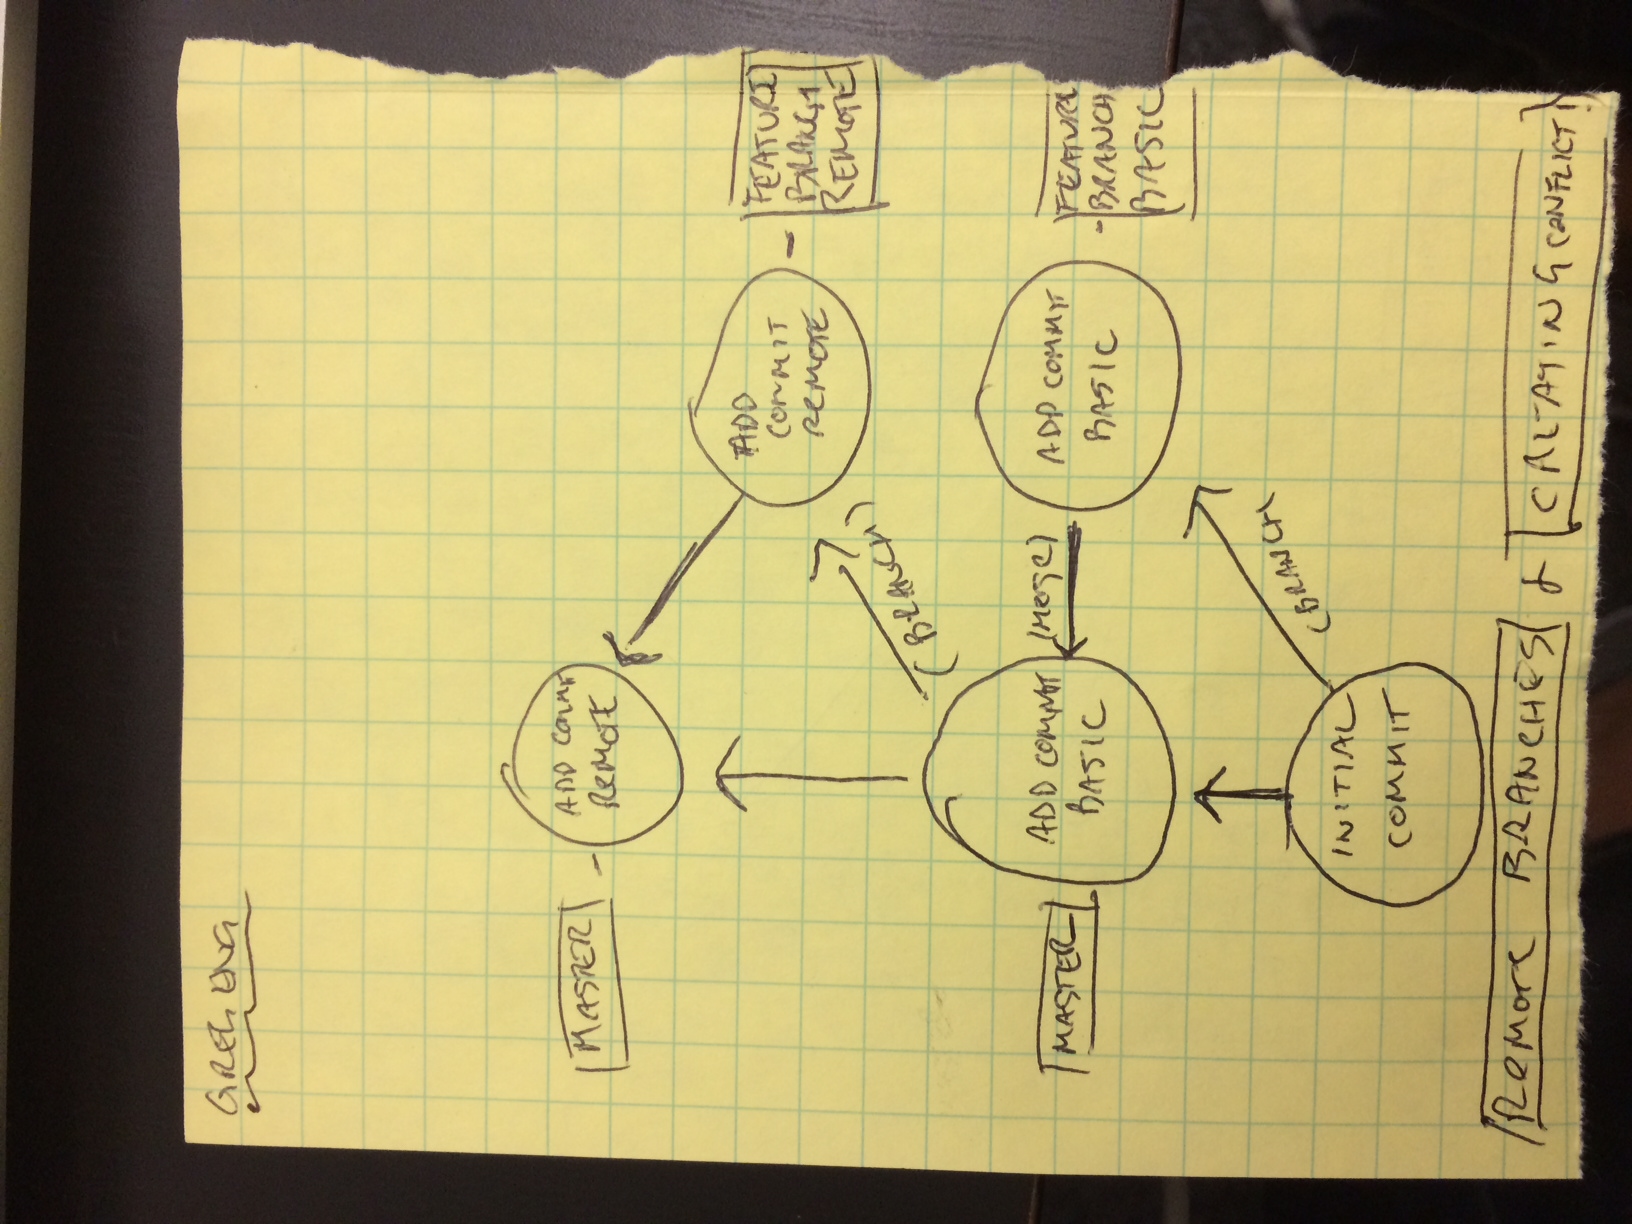 GREG ENG
MASTER
ADD COMMIT
REMOTE
ADD
COMMIT
REMOTE
FEATURE
BRANCH
REMOTE
(BRANCH)
MASTER
ADD COMMIT
BASIC
(MERGE)
ADD COMMIT
BASIC
FEATURE
BRANCH
BASIC
(BRANCH
INITIAL
COMMIT
REMOTE BRANCHES & CREATING CONFLICT!